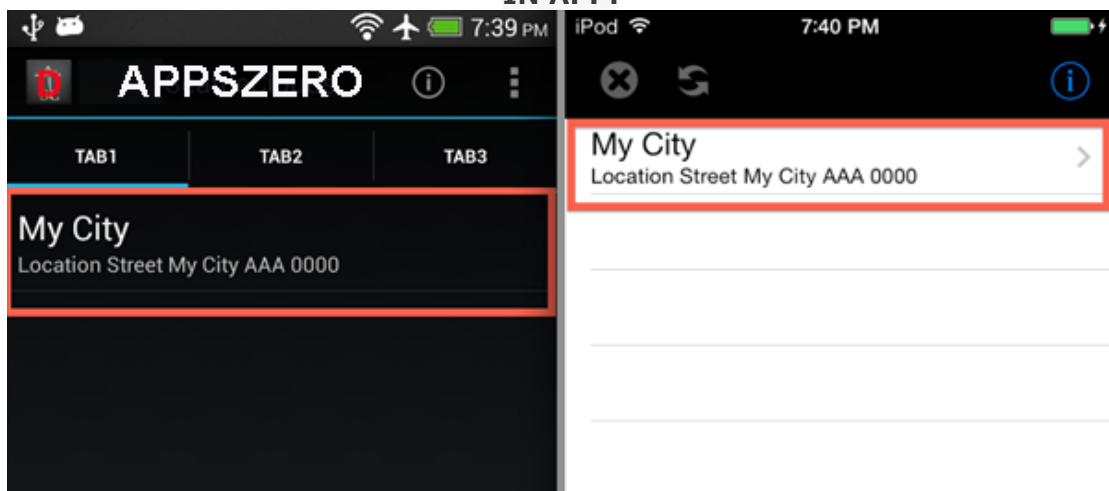 7:39 PM
APPSZERO
TAB1 TAB2 TAB3
My City
Location Street My City AAA 0000
iPod 7:40 PM
My City
Location Street My City AAA 0000